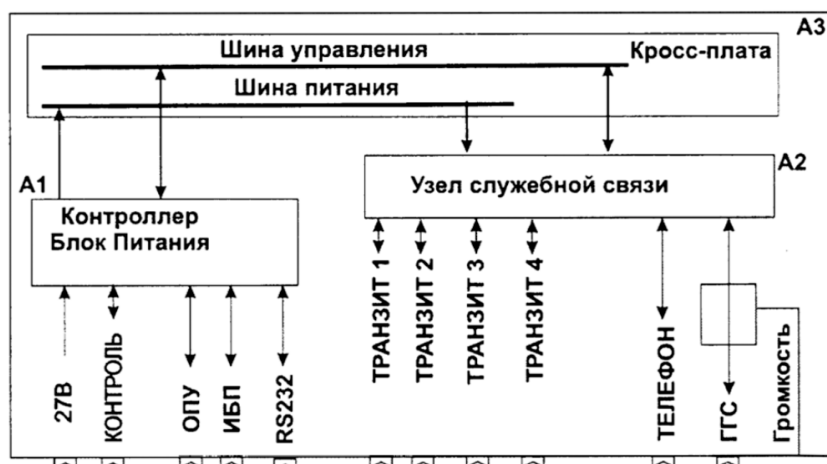 А3
Шина управления
Кросс-плата
Шина питания
А1
А2
Контроллер
Блок Питания
Узел служебной связи
27В
КОНТРОЛЬ
ОПУ
ИБП
RS232
ТРАНЗИТ 1
ТРАНЗИТ 2
ТРАНЗИТ 3
ТРАНЗИТ 4
ТЕЛЕФОН
ГГС
Громкость